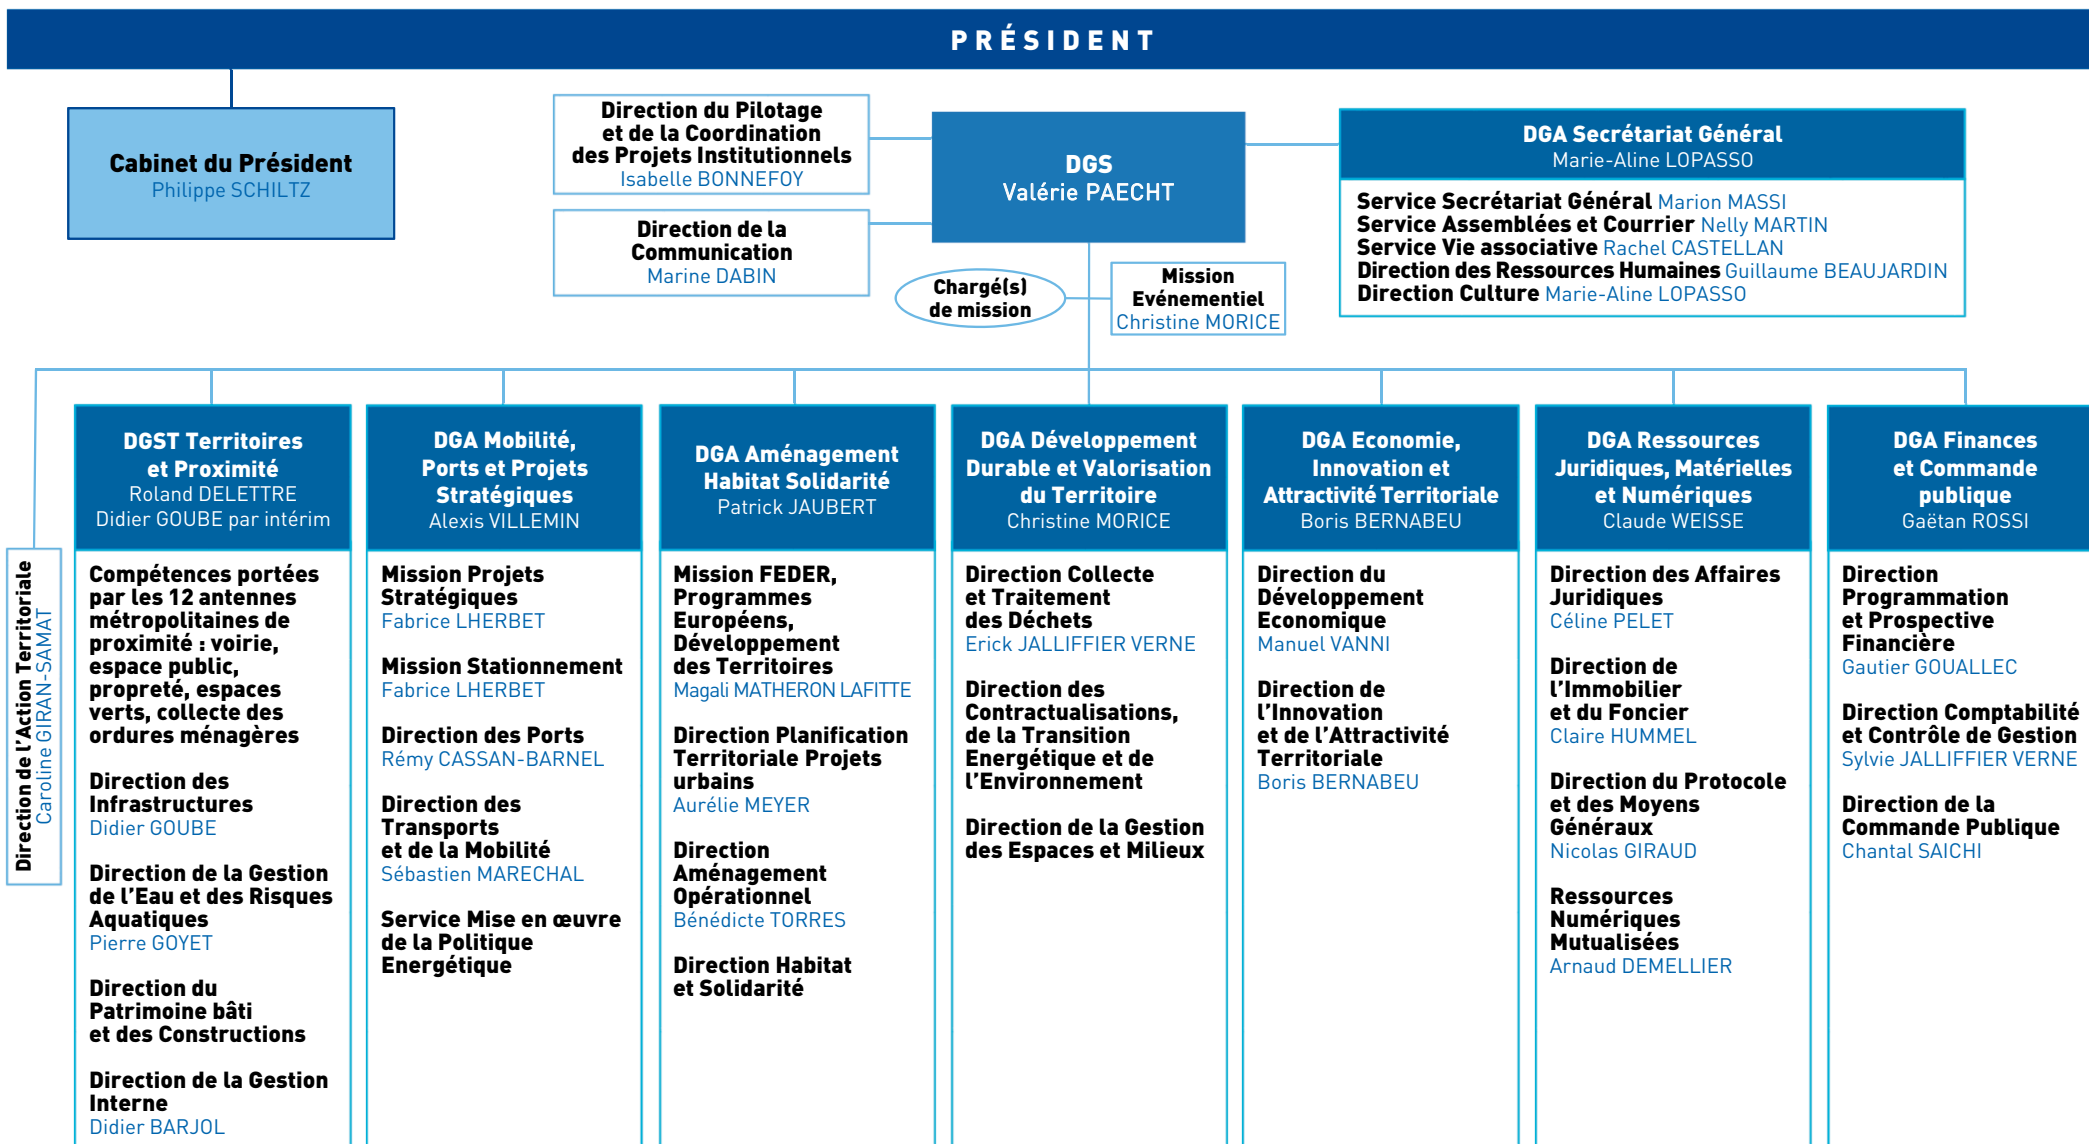 PRÉSIDENT
Cabinet du Président
Philippe SCHILTZ
Direction du Pilotage
et de la Coordination
des Projets Institutionnels
Isabelle BONNEFOY
Direction de la
Communication
Marine DABIN
DGS
Valérie PAECHT
Chargé(s)
de mission
Mission
Evénementiel
Christine MORICE
DGA Secrétariat Général
Marie-Aline LOPASSO
Service Secrétariat Général Marion MASSI
Service Assemblées et Courrier Nelly MARTIN
Service Vie associative Rachel CASTELLAN
Direction des Ressources Humaines Guillaume BEAUJARDIN
Direction Culture Marie-Aline LOPASSO
Direction de l'Action Territoriale
Caroline GIRAN-SAMAT
DGST Territoires
et Proximité
Roland DELETTRE
Didier GOUBE par intérim
Compétences portées
par les 12 antennes
métropolitaines de
proximité : voirie,
espace public,
propreté, espaces
verts, collecte des
ordures ménagères
Direction des
Infrastructures
Didier GOUBE
Direction de la Gestion
de l'Eau et des Risques
Aquatiques
Pierre GOYET
Direction du
Patrimoine bâti
et des Constructions
Direction de la Gestion
Interne
Didier BARJOL
DGA Mobilité,
Ports et Projets
Stratégiques
Alexis VILLEMIN
Mission Projets
Stratégiques
Fabrice LHERBET
Mission Stationnement
Fabrice LHERBET
Direction des Ports
Rémy CASSAN-BARNEL
Direction des
Transports
et de la Mobilité
Sébastien MARECHAL
Service Mise en œuvre
de la Politique
Energétique
DGA Aménagement
Habitat Solidarité
Patrick JAUBERT
Mission FEDER,
Programmes
Européens,
Développement
des Territoires
Magali MATHERON LAFITTE
Direction Planification
Territoriale Projets
urbains
Aurélie MEYER
Direction
Aménagement
Opérationnel
Bénédicte TORRES
Direction Habitat
et Solidarité
DGA Développement
Durable et Valorisation
du Territoire
Christine MORICE
Direction Collecte
et Traitement
des Déchets
Erick JALLIFFIER VERNE
Direction des
Contractualisations,
de la Transition
Energétique et de
l'Environnement
Direction de la Gestion
des Espaces et Milieux
DGA Economie,
Innovation et
Attractivité Territoriale
Boris BERNABEU
Direction du
Développement
Economique
Manuel VANNI
Direction de
l'Innovation
et de l'Attractivité
Territoriale
Boris BERNABEU
DGA Ressources
Juridiques, Matérielles
et Numériques
Claude WEISSE
Direction des Affaires
Juridiques
Céline PELET
Direction de
l'Immobilier
et du Foncier
Claire HUMMEL
Direction du Protocole
et des Moyens
Généraux
Nicolas GIRAUD
Ressources
Numériques
Mutualisées
Arnaud DEMELLIER
DGA Finances
et Commande
publique
Gaëtan ROSSI
Direction
Programmation
et Prospective
Financière
Gautier GOUALLEC
Direction Comptabilité
et Contrôle de Gestion
Sylvie JALLIFFIER VERNE
Direction de la
Commande Publique
Chantal SAICHI